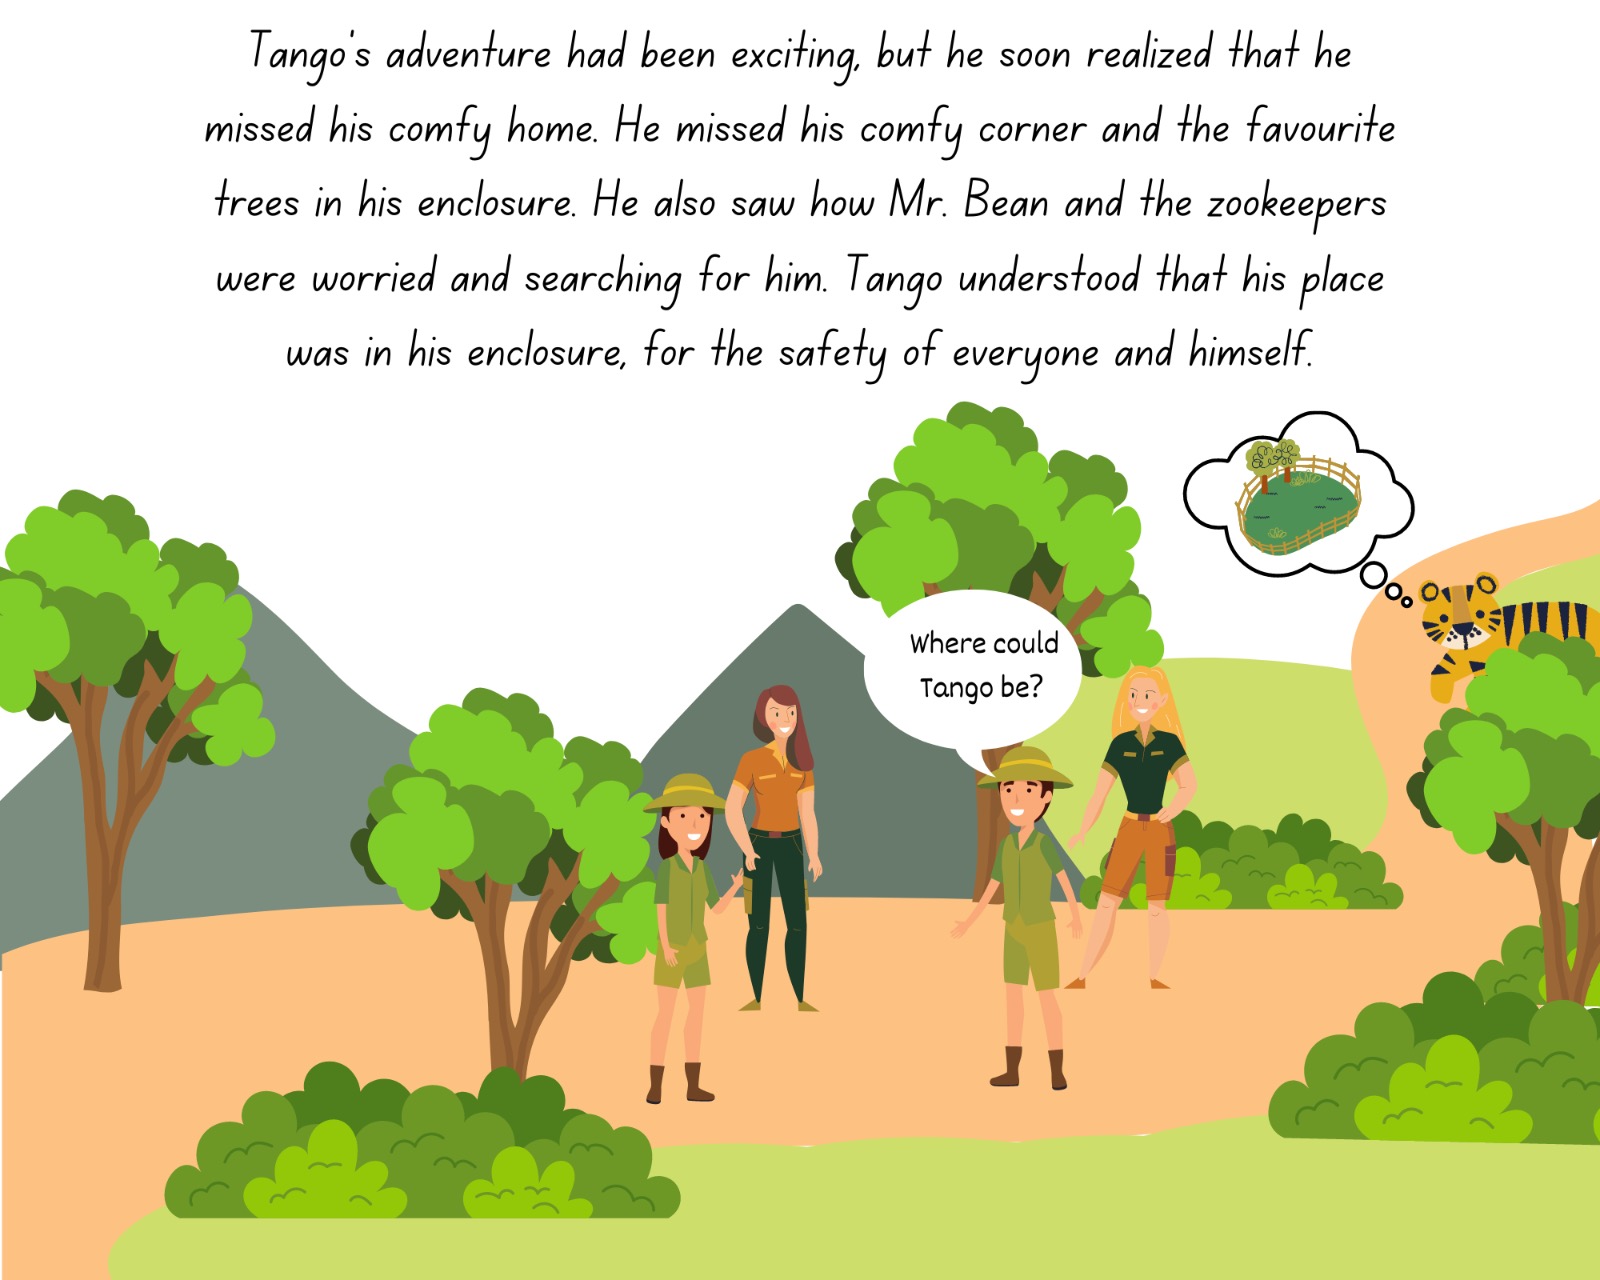 Tango's adventure had been exciting, but he soon realized that he
missed his comfy home. He missed his comfy corner and the favourite
trees in his enclosure. He also saw how Mr. Bean and the zookeepers
were worried and searching for him. Tango understood that his place
was in his enclosure, for the safety of everyone and himself.
Where could
Tango be?